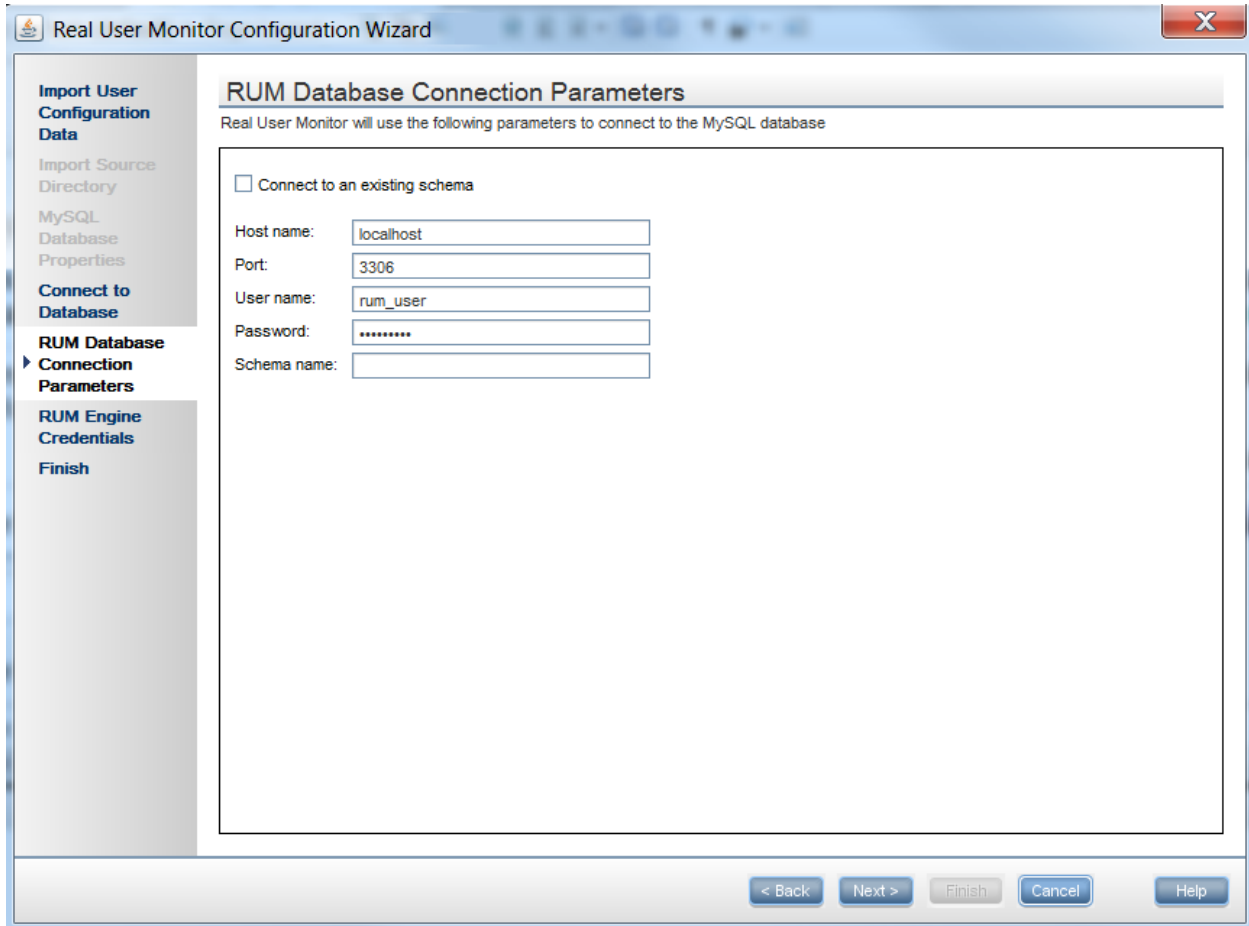 Real User Monitor Configuration Wizard
X
Import User
Configuration
Data
Import Source
Directory
MySQL
Database
Properties
Connect to
Database
RUM Database
Connection
Parameters
RUM Engine
Credentials
Finish
RUM Database Connection Parameters
Real User Monitor will use the following parameters to connect to the MySQL database
Connect to an existing schema
Host name: localhost
Port: 3306
User name: rum_user
Password: •••••••••
Schema name:
< Back Next > Finish Cancel Help